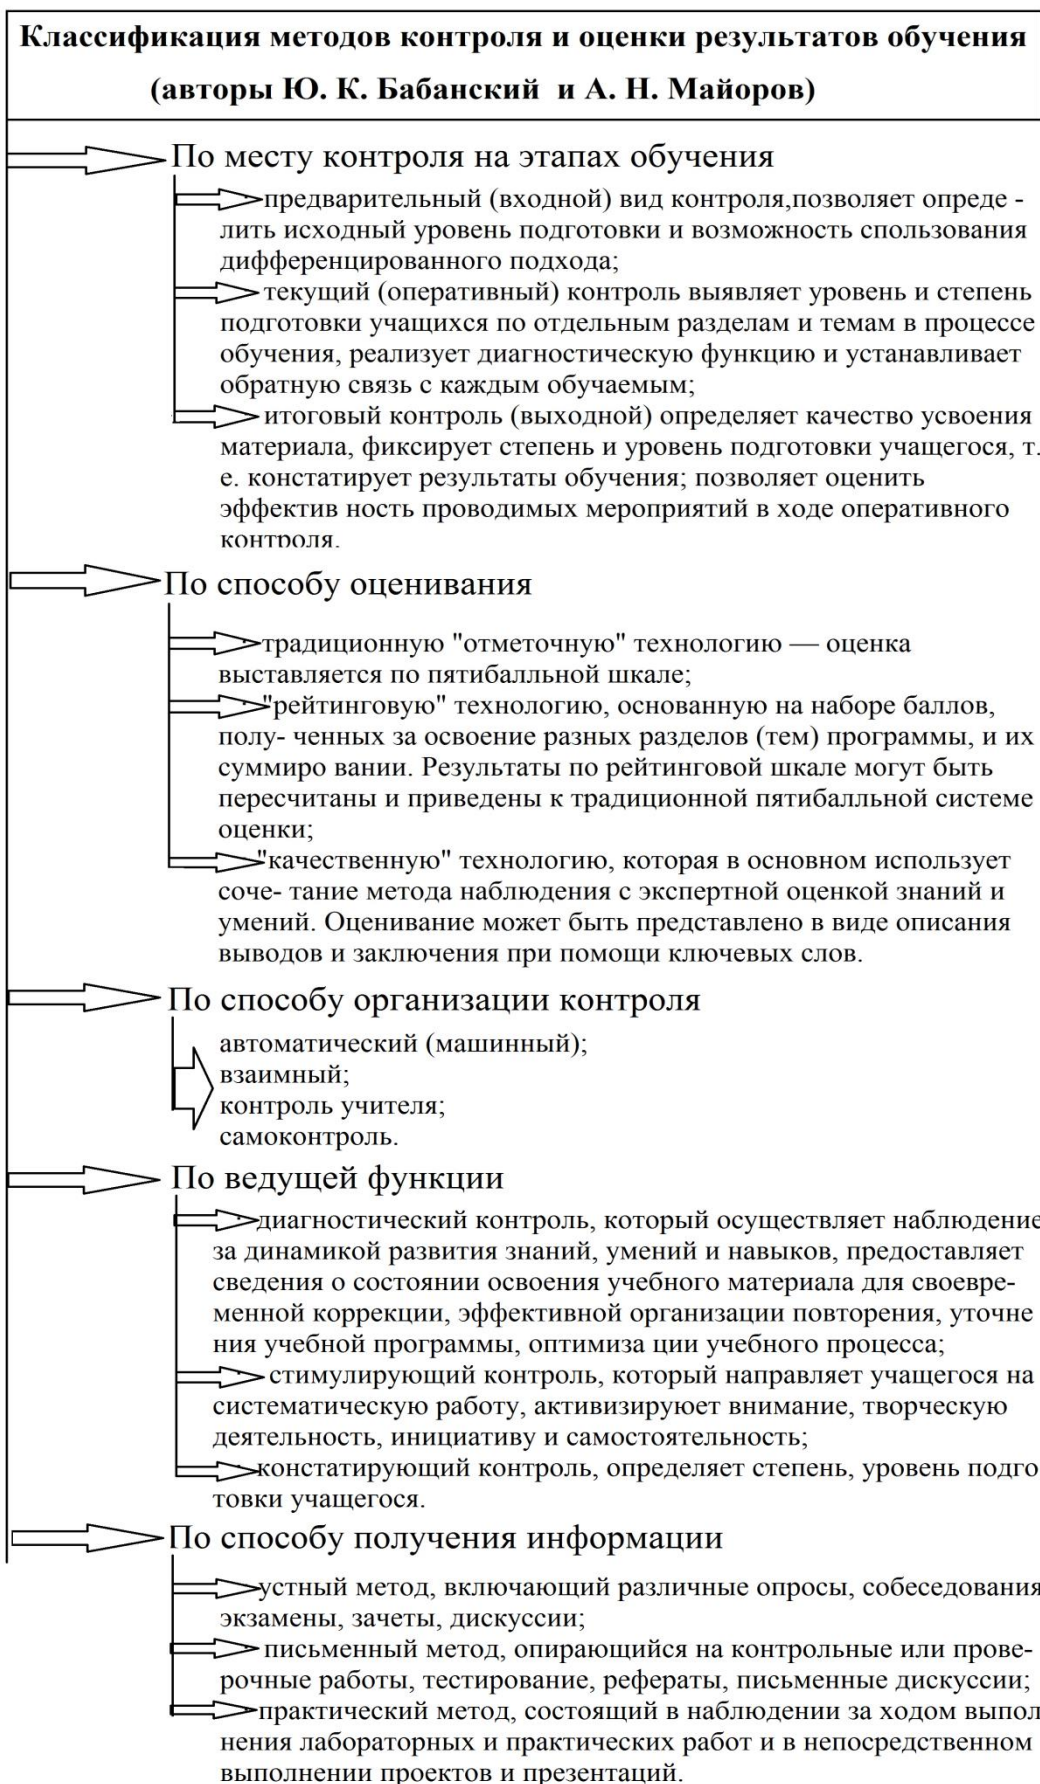 Классификация методов контроля и оценки результатов обучения
(авторы Ю. К. Бабанский и А. Н. Майоров)
По месту контроля на этапах обучения
предварительный (входной) вид контроля,позволяет опреде -
лить исходный уровень подготовки и возможность спользования
дифференцированного подхода;
текущий (оперативный) контроль выявляет уровень и степень
подготовки учащихся по отдельным разделам и темам в процессе
обучения, реализует диагностическую функцию и устанавливает
обратную связь с каждым обучаемым;
итоговый контроль (выходной) определяет качество усвоения
материала, фиксирует степень и уровень подготовки учащегося, т.
е. констатирует результаты обучения; позволяет оценить
эффектив ность проводимых мероприятий в ходе оперативного
контроля.
По способу оценивания
традиционную "отметочную" технологию — оценка
выставляется по пятибалльной шкале;
"рейтинговую" технологию, основанную на наборе баллов,
полу- ченных за освоение разных разделов (тем) программы, и их
суммиро вании. Результаты по рейтинговой шкале могут быть
пересчитаны и приведены к традиционной пятибалльной системе
оценки;
"качественную" технологию, которая в основном использует
соче- тание метода наблюдения с экспертной оценкой знаний и
умений. Оценивание может быть представлено в виде описания
выводов и заключения при помощи ключевых слов.
По способу организации контроля
автоматический (машинный);
взаимный;
контроль учителя;
самоконтроль.
По ведущей функции
диагностический контроль, который осуществляет наблюдение
за динамикой развития знаний, умений и навыков, предоставляет
сведения о состоянии освоения учебного материала для своевре-
менной коррекции, эффективной организации повторения, уточне
ния учебной программы, оптимиза ции учебного процесса;
стимулирующий контроль, который направляет учащегося на
систематическую работу, активизируюет внимание, творческую
деятельность, инициативу и самостоятельность;
констатирующий контроль, определяет степень, уровень подго
товки учащегося.
По способу получения информации
устный метод, включающий различные опросы, собеседования
экзамены, зачеты, дискуссии;
письменный метод, опирающийся на контрольные или прове-
рочные работы, тестирование, рефераты, письменные дискуссии;
практический метод, состоящий в наблюдении за ходом выпол
нения лабораторных и практических работ и в непосредственном
выполнении проектов и презентаций.